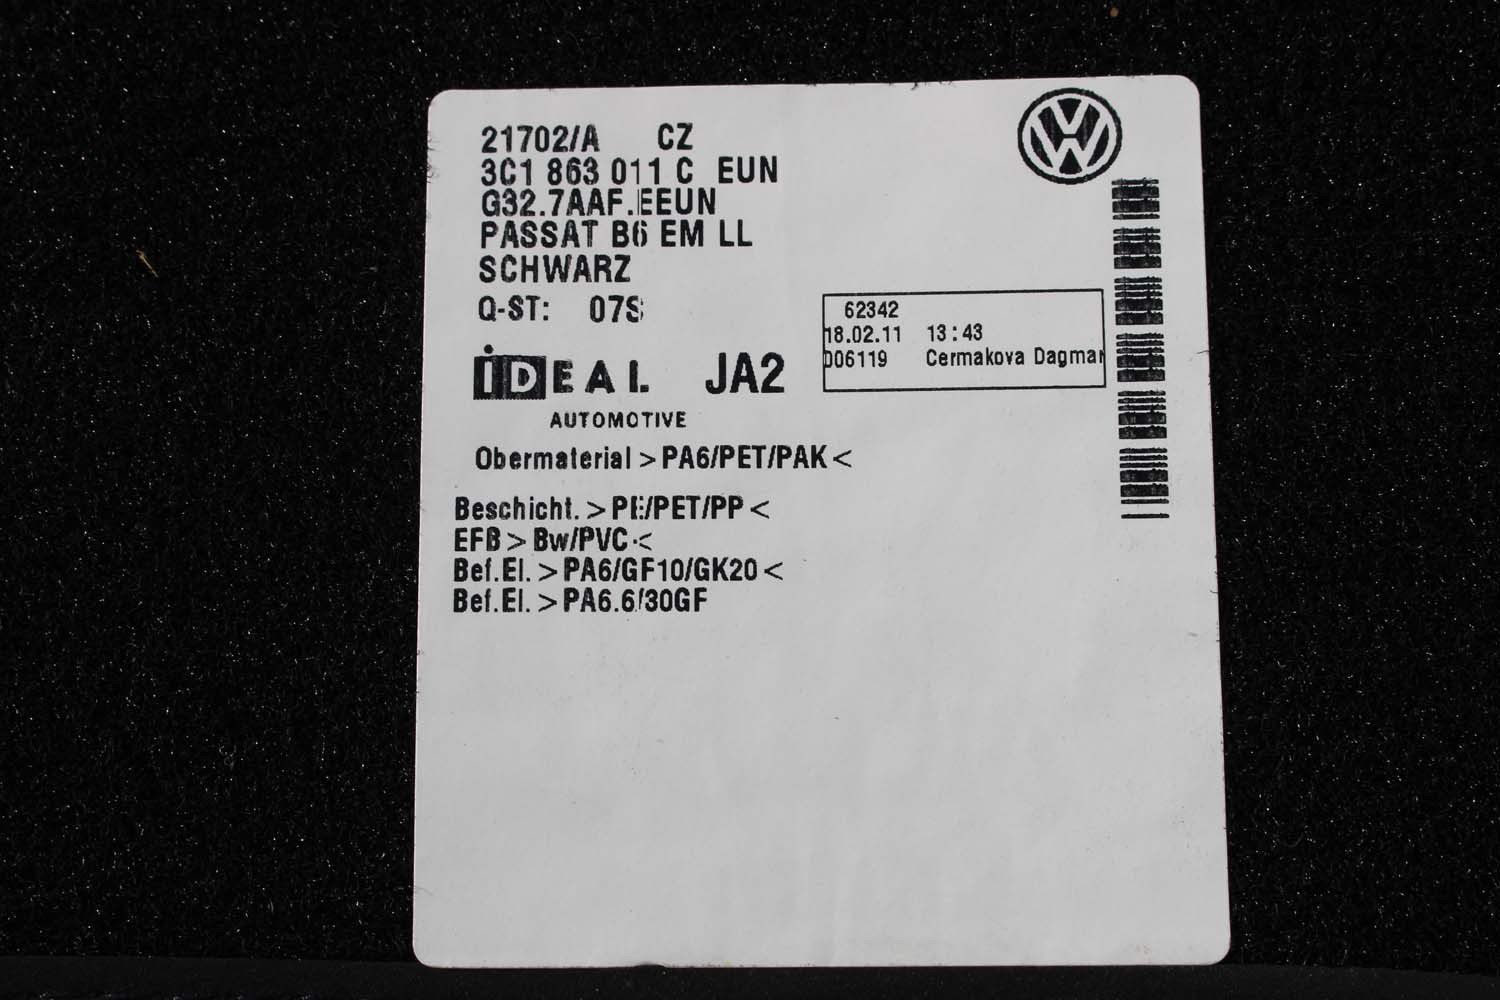 21702/A CZ
3C1 863 011 C EUN
G32.7AAF.EEUN
PASSAT B6 EM LL
SCHWARZ
Q-ST: 07S
62342
18.02.11 13:43
D06119 Cermakova Dagmar
iDEAL JA2
AUTOMOTIVE
Obermaterial >PA6/PET/PAK<
Beschicht. >PE/PET/PP<
EFB > Bw/PVC <
Bef.El. >PA6/GF10/GK20<
Bef.El. >PA6.6/30GF
VW